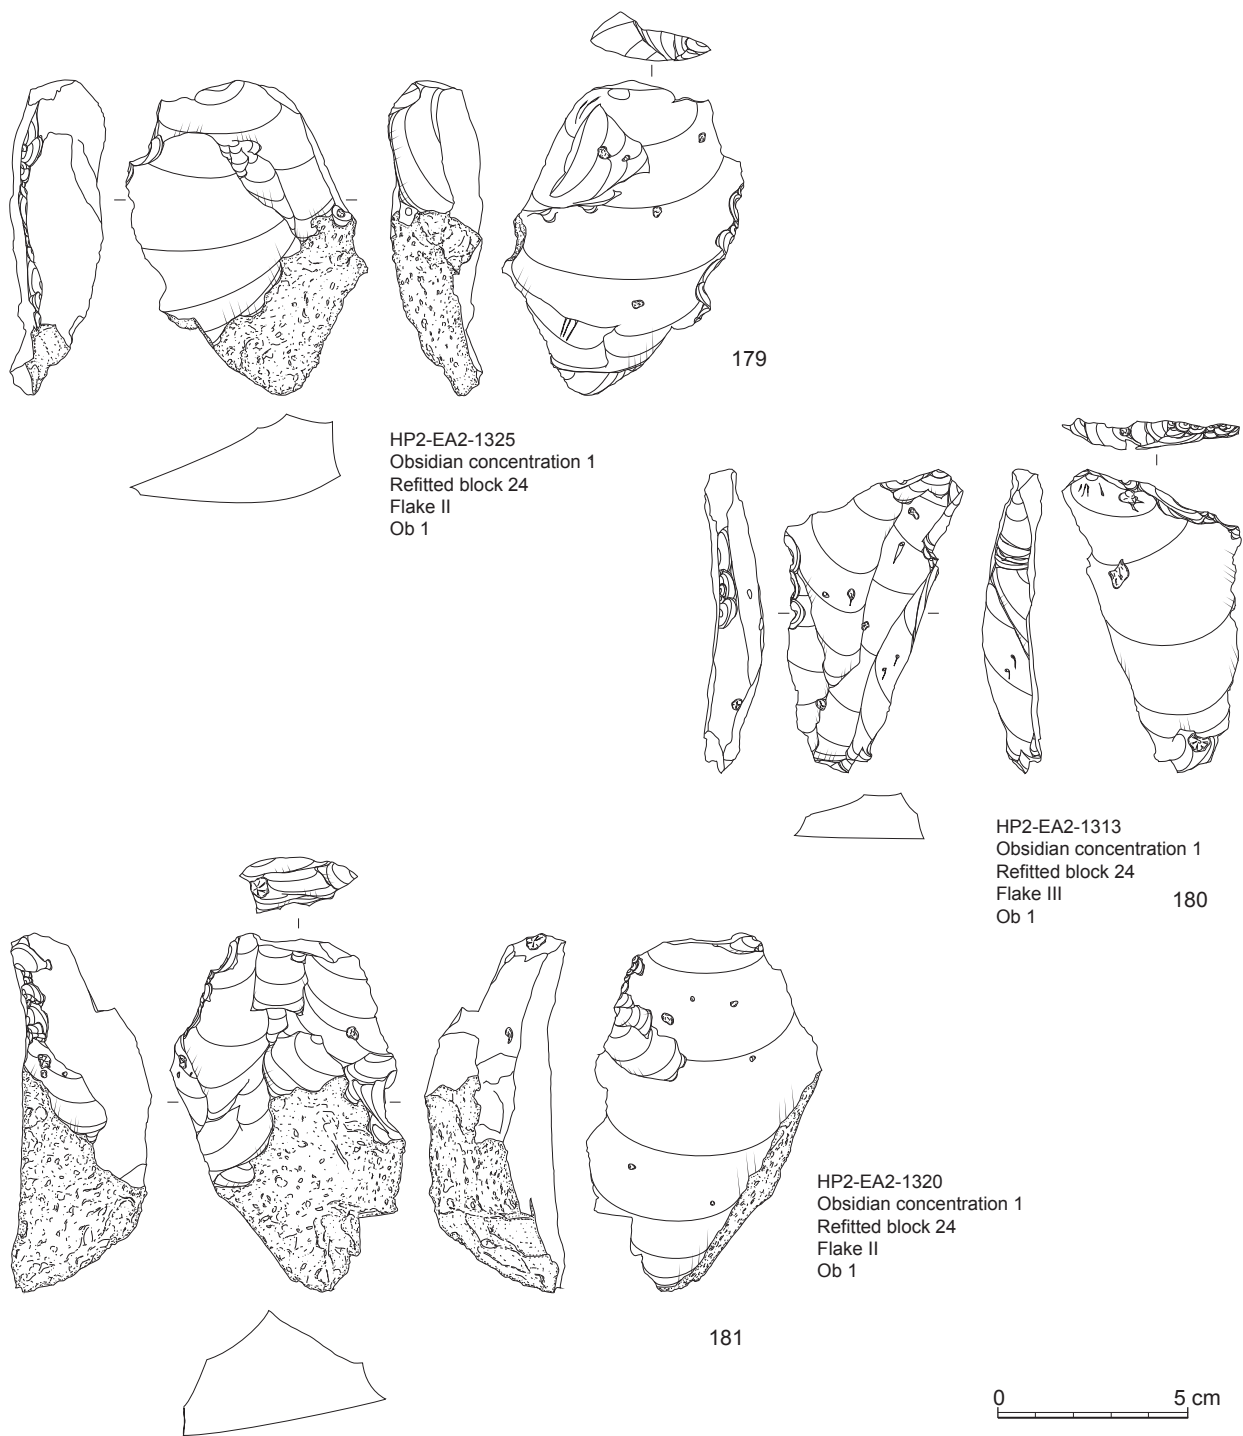 179
HP2-EA2-1325
Obsidian concentration 1
Refitted block 24
Flake II
Ob 1
HP2-EA2-1313
Obsidian concentration 1
Refitted block 24
Flake III
Ob 1
180
HP2-EA2-1320
Obsidian concentration 1
Refitted block 24
Flake II
Ob 1
181
0 5 cm